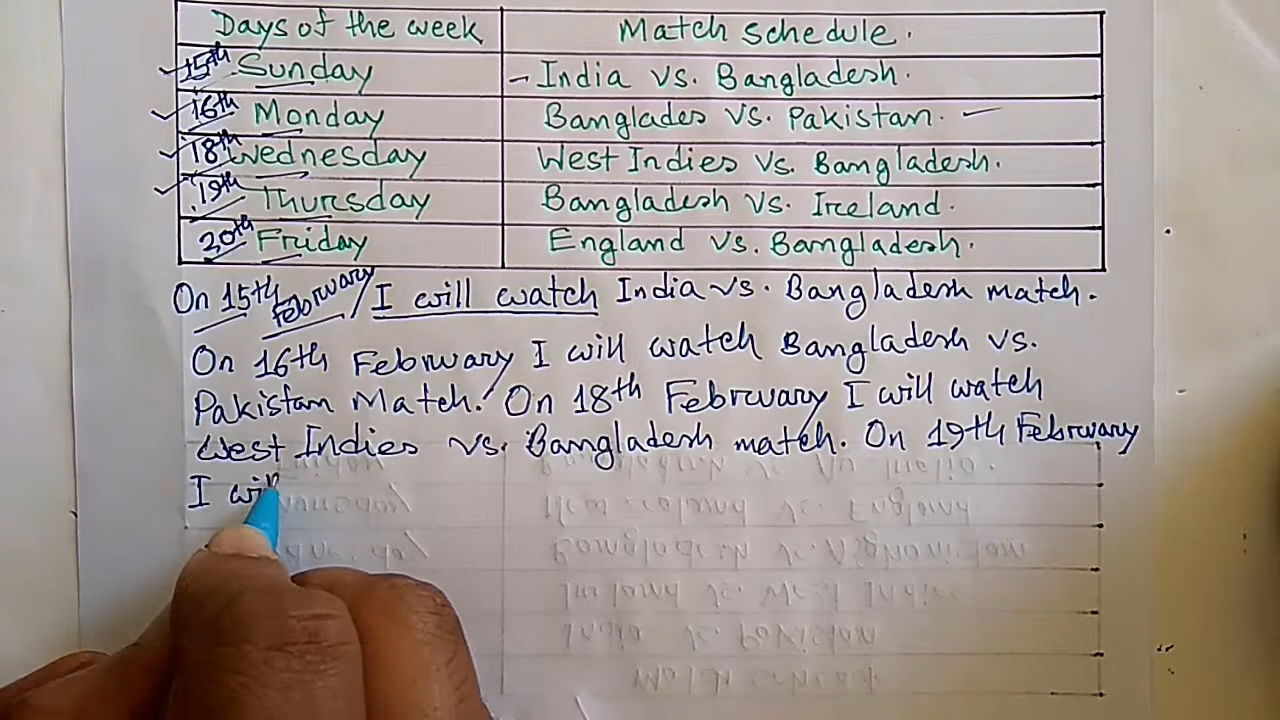 Days of the week Match schedule.
15th Sunday - India vs. Bangladesh.
16th Monday Banglades vs. Pakistan.
18th Wednesday West Indies vs. Bangladesh.
19th Thursday Bangladesh vs. Ireland.
20th Friday England vs. Bangladesh.
On 15th February / I will watch India vs. Bangladesh match.
On 16th February I will watch Bangladesh vs.
Pakistan Match. On 18th February I will watch
West Indies vs. Bangladesh match. On 19th February
I will